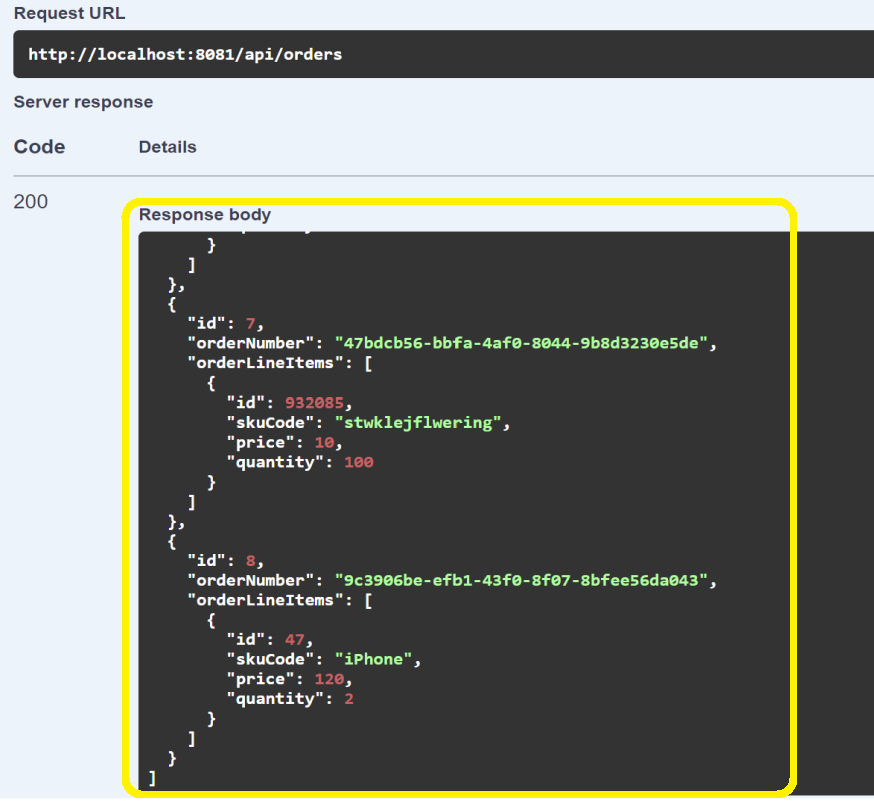 Request URL
http://localhost:8081/api/orders
Server response
Code Details
200
Response body
}
]
},
{
"id": 7,
"orderNumber": "47bdcb56-bbfa-4af0-8044-9b8d3230e5de",
"orderLineItems": [
{
"id": 932085,
"skuCode": "stwklejflwering",
"price": 10,
"quantity": 100
}
]
},
{
"id": 8,
"orderNumber": "9c3906be-efb1-43f0-8f07-8bfee56da043",
"orderLineItems": [
{
"id": 47,
"skuCode": "iPhone",
"price": 120,
"quantity": 2
}
]
}
]